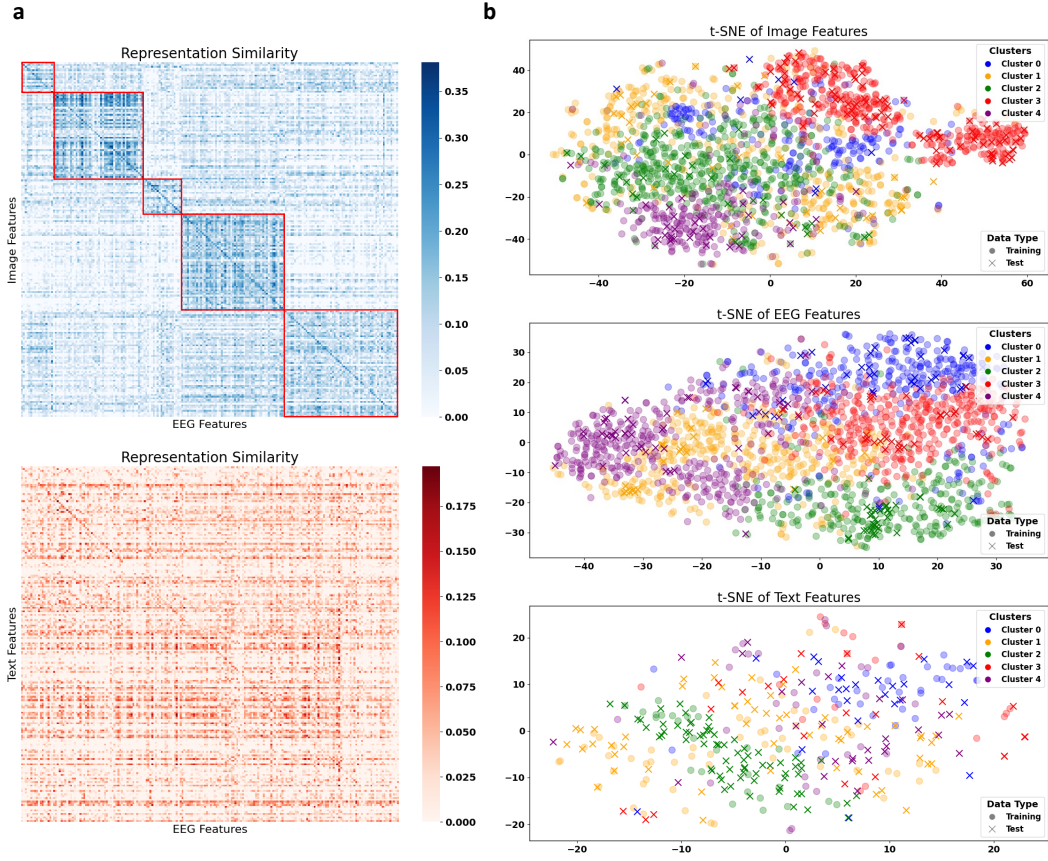 a
Representation Similarity
Image Features
EEG Features
0.35
0.30
0.25
0.20
0.15
0.10
0.05
0.00
Representation Similarity
Text Features
EEG Features
0.175
0.150
0.125
0.100
0.075
0.050
0.025
0.000
b
t-SNE of Image Features
40
20
0
−20
−40
−40
−20
0
20
40
60
Clusters
Cluster 0
Cluster 1
Cluster 2
Cluster 3
Cluster 4
Data Type
Training
Test
t-SNE of EEG Features
30
20
10
0
−10
−20
−30
−40
−30
−20
−10
0
10
20
30
Clusters
Cluster 0
Cluster 1
Cluster 2
Cluster 3
Cluster 4
Data Type
Training
Test
t-SNE of Text Features
20
10
0
−10
−20
−20
−10
0
10
20
Clusters
Cluster 0
Cluster 1
Cluster 2
Cluster 3
Cluster 4
Data Type
Training
Test